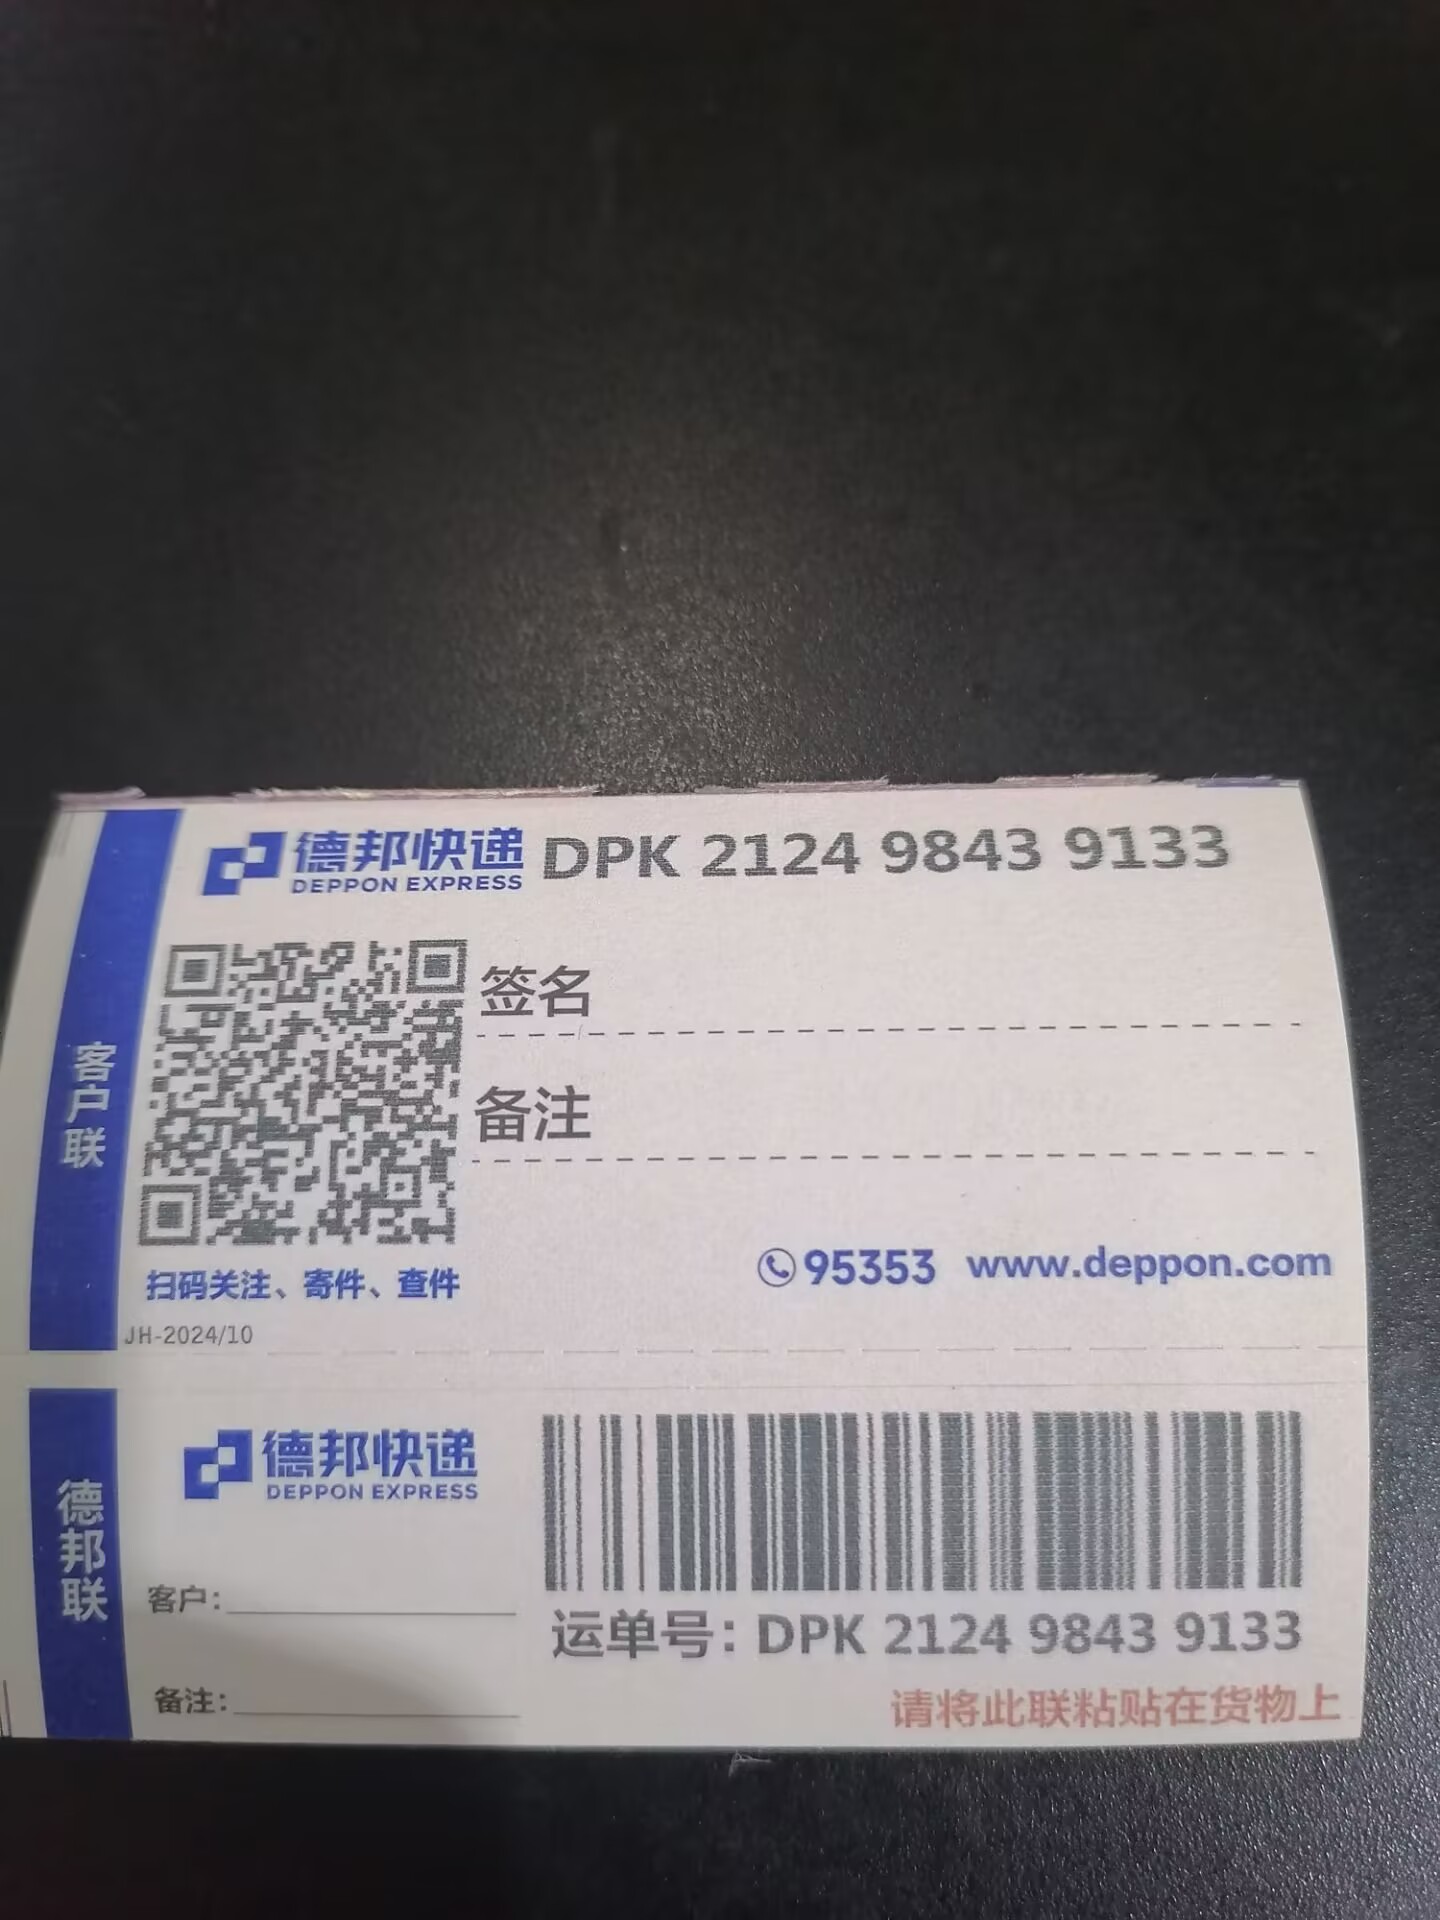 德邦快递 DPK 2124 9843 9133
DEPPON EXPRESS
客户联
签名
备注
扫码关注、寄件、查件
95353 www.deppon.com
JH-2024/10
德邦联
德邦快递
DEPPON EXPRESS
客户:
备注:
运单号: DPK 2124 9843 9133
请将此联粘贴在货物上